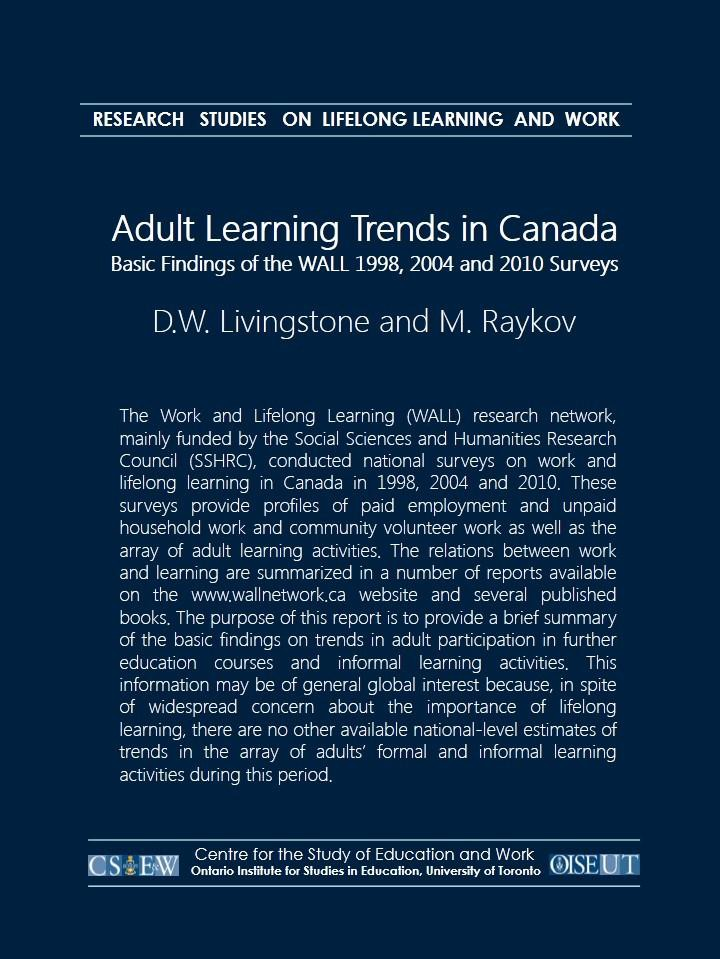 RESEARCH STUDIES ON LIFELONG LEARNING AND WORK
Adult Learning Trends in Canada
Basic Findings of the WALL 1998, 2004 and 2010 Surveys
D.W. Livingstone and M. Raykov
The Work and Lifelong Learning (WALL) research network,
mainly funded by the Social Sciences and Humanities Research
Council (SSHRC), conducted national surveys on work and
lifelong learning in Canada in 1998, 2004 and 2010. These
surveys provide profiles of paid employment and unpaid
household work and community volunteer work as well as the
array of adult learning activities. The relations between work
and learning are summarized in a number of reports available
on the www.wallnetwork.ca website and several published
books. The purpose of this report is to provide a brief summary
of the basic findings on trends in adult participation in further
education courses and informal learning activities. This
information may be of general global interest because, in spite
of widespread concern about the importance of lifelong
learning, there are no other available national-level estimates of
trends in the array of adults' formal and informal learning
activities during this period.
CSEW
Centre for the Study of Education and Work
Ontario Institute for Studies in Education, University of Toronto
OISEUT